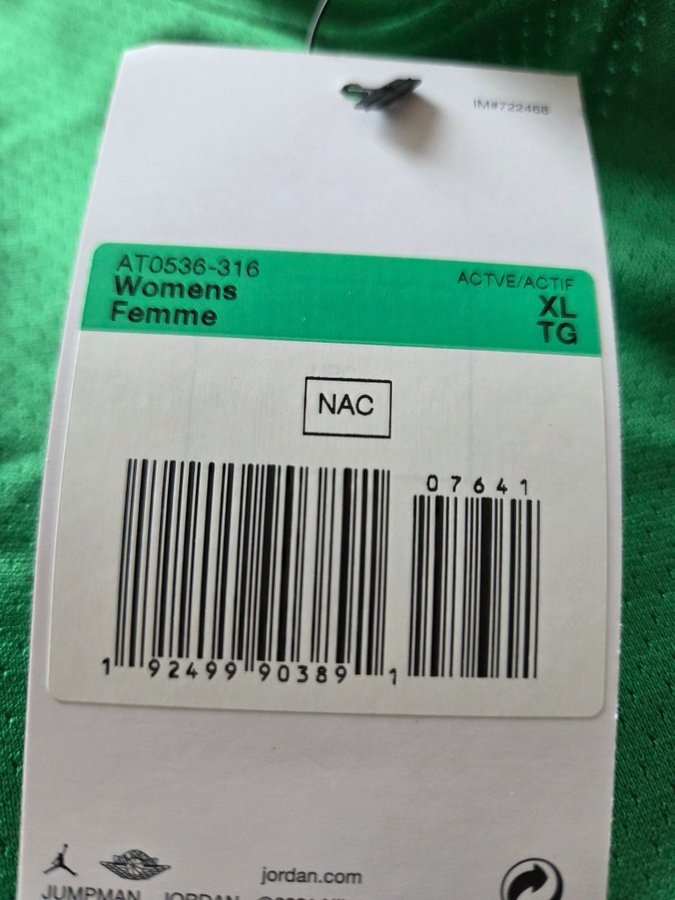 IM#722468
AT0536-316
Womens
Femme
ACTVE/ACTIF
XL
TG
NAC
07641
1 92499 90389 1
jordan.com
JUMPMAN JORDAN